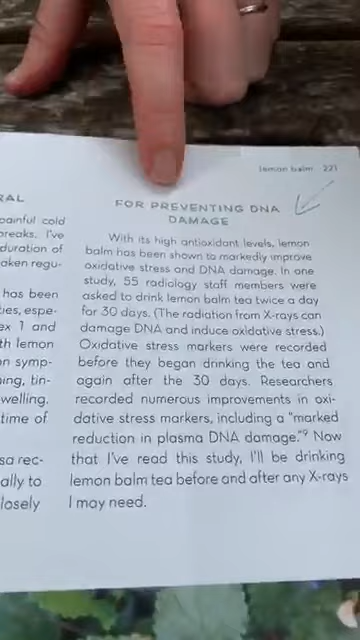 lemon balm 221
RAL
painful cold
breaks. I've
duration of
taken regu-
has been
ties, espe-
ex 1 and
th lemon
n symp-
ning, tin-
welling.
time of
sa rec-
ally to
losely
FOR PREVENTING DNA
DAMAGE
With its high antioxidant levels, lemon
balm has been shown to markedly improve
oxidative stress and DNA damage. In one
study, 55 radiology staff members were
asked to drink lemon balm tea twice a day
for 30 days. (The radiation from X-rays can
damage DNA and induce oxidative stress.)
Oxidative stress markers were recorded
before they began drinking the tea and
again after the 30 days. Researchers
recorded numerous improvements in oxi-
dative stress markers, including a "marked
reduction in plasma DNA damage."9 Now
that I've read this study, I'll be drinking
lemon balm tea before and after any X-rays
I may need.